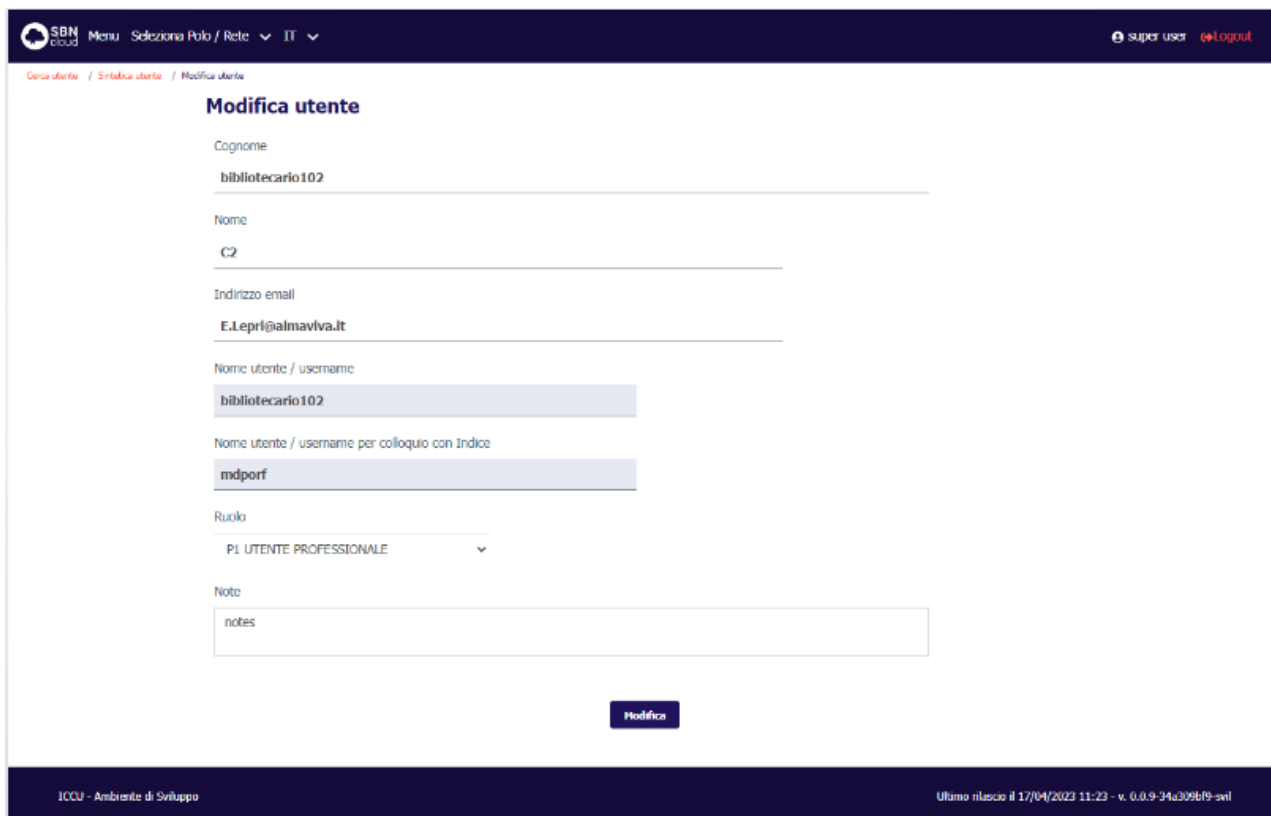 SBN cloud Menu Seleziona Polo / Rete IT super user Logout
Cerca utente / Sintetica utente / Modifica utente
Modifica utente
Cognome
bibliotecario102
Nome
C2
Indirizzo email
E.Lepri@almaviva.it
Nome utente / username
bibliotecario102
Nome utente / username per colloquio con Indice
mdporf
Ruolo
P1 UTENTE PROFESSIONALE
Note
notes
Modifica
ICCU - Ambiente di Sviluppo Ultimo rilascio il 17/04/2023 11:23 - v. 0.0.9-34a309bf9-svil